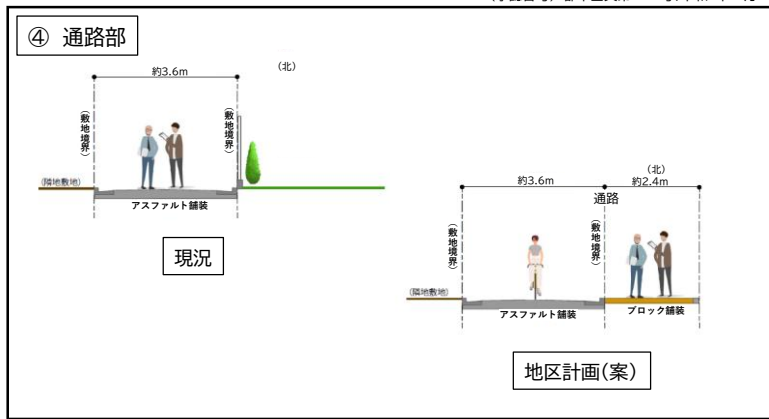 ④ 通路部
約3.6m
(北)
(敷地境界)
(敷地境界)
(隣地敷地)
アスファルト舗装
現況
(北)
約3.6m
約2.4m
通路
(敷地境界)
(敷地境界)
(隣地敷地)
アスファルト舗装
ブロック舗装
地区計画(案)